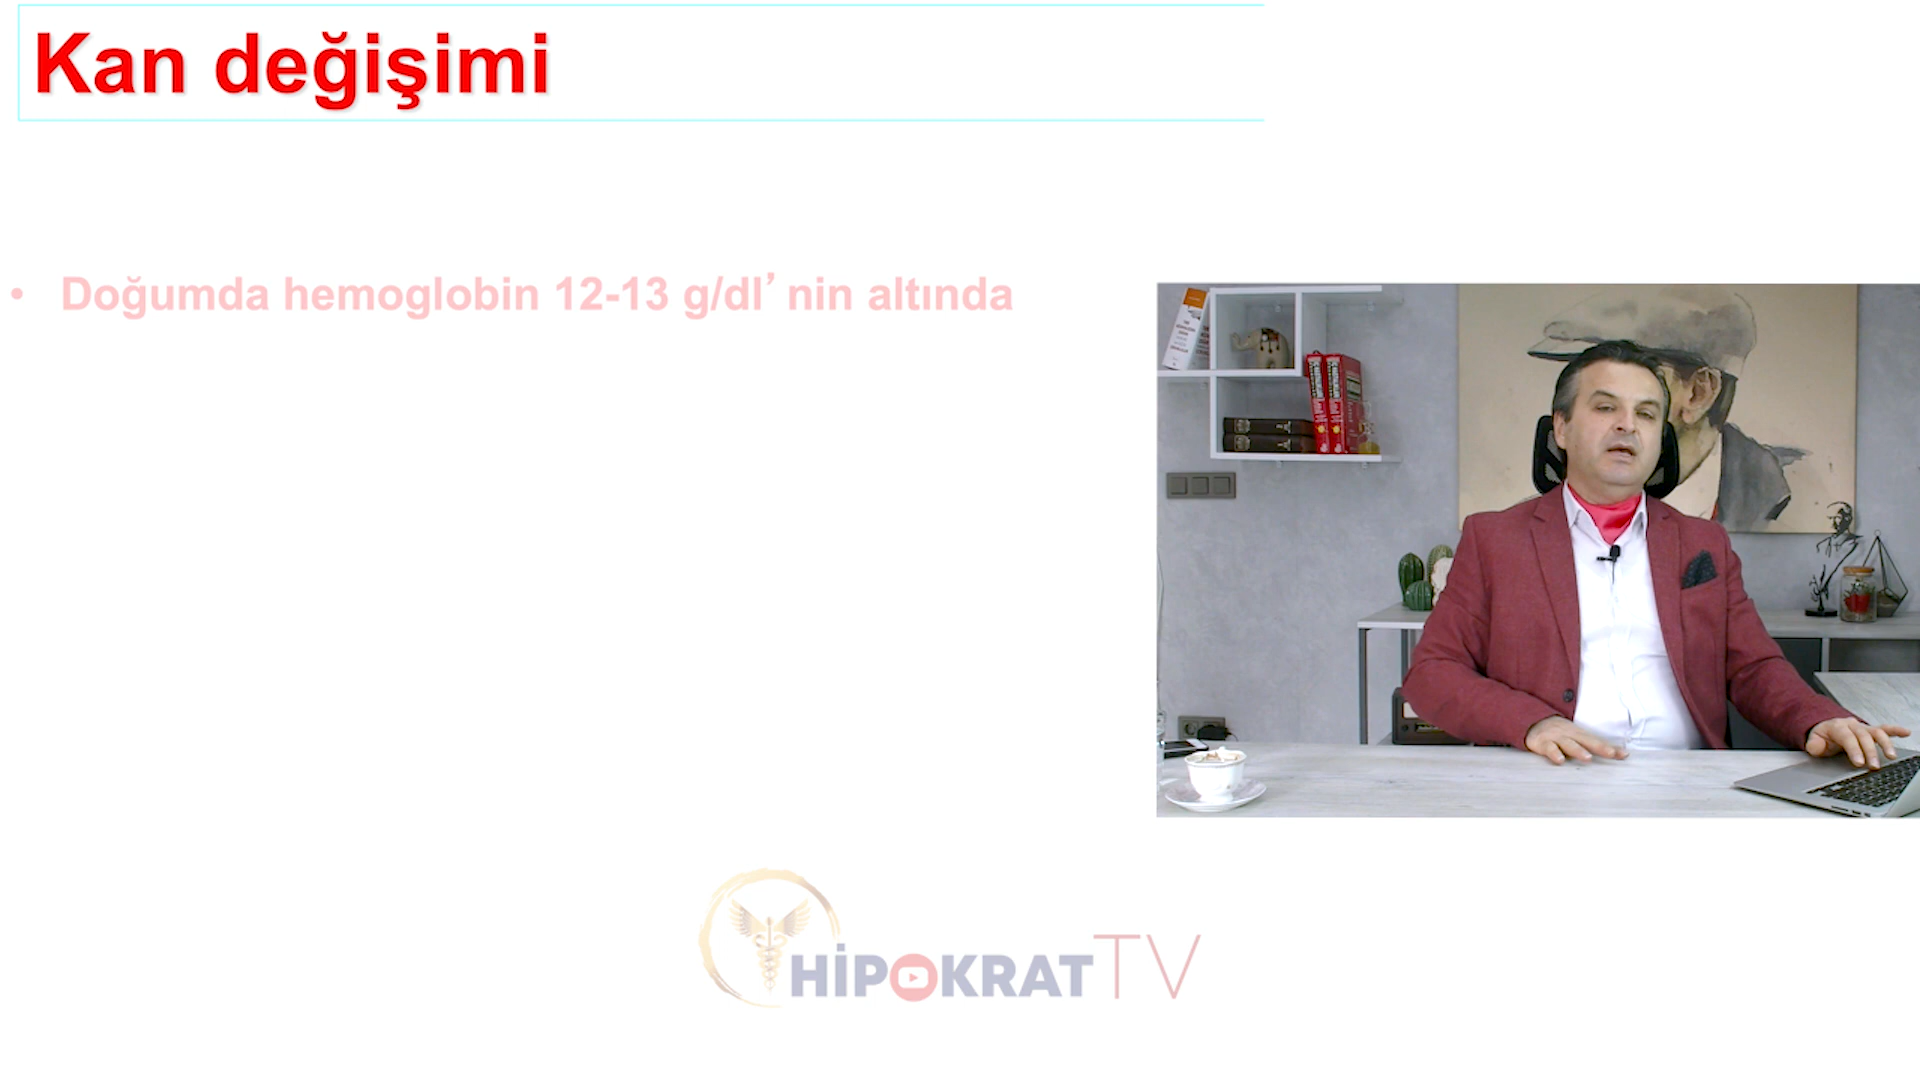 Kan değişimi
• Doğumda hemoglobin 12-13 g/dl’ nin altında
HİPOKRAT TV